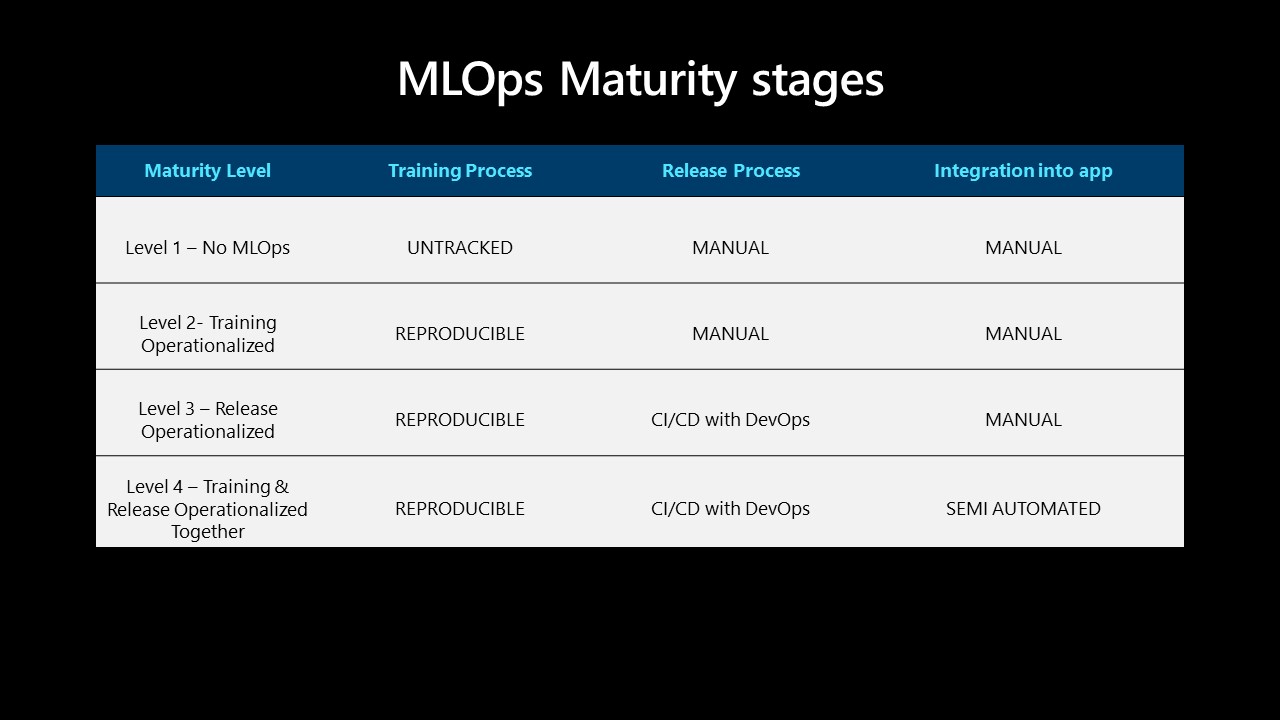 MLOps Maturity stages
Maturity Level Training Process Release Process Integration into app
Level 1 – No MLOps UNTRACKED MANUAL MANUAL
Level 2- Training
Operationalized REPRODUCIBLE MANUAL MANUAL
Level 3 – Release
Operationalized REPRODUCIBLE CI/CD with DevOps MANUAL
Level 4 – Training &
Release Operationalized
Together REPRODUCIBLE CI/CD with DevOps SEMI AUTOMATED